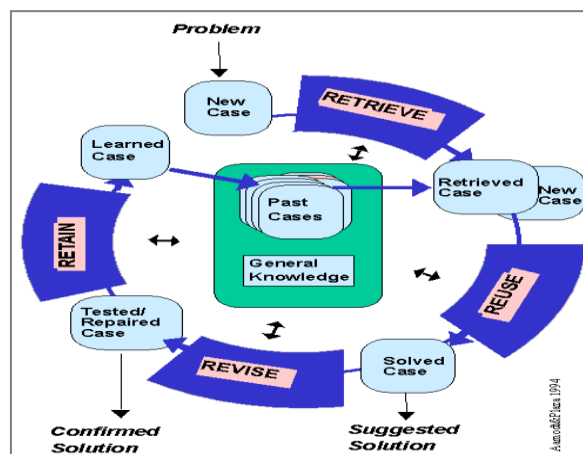 Problem
New
Case
RETRIEVE
Learned
Case
Retrieved
Case
New
Case
Past
Cases
General
Knowledge
RETAIN
REUSE
Tested/
Repaired
Case
REVISE
Solved
Case
Confirmed
Solution
Suggested
Solution
Aamodt&Plaza 1994